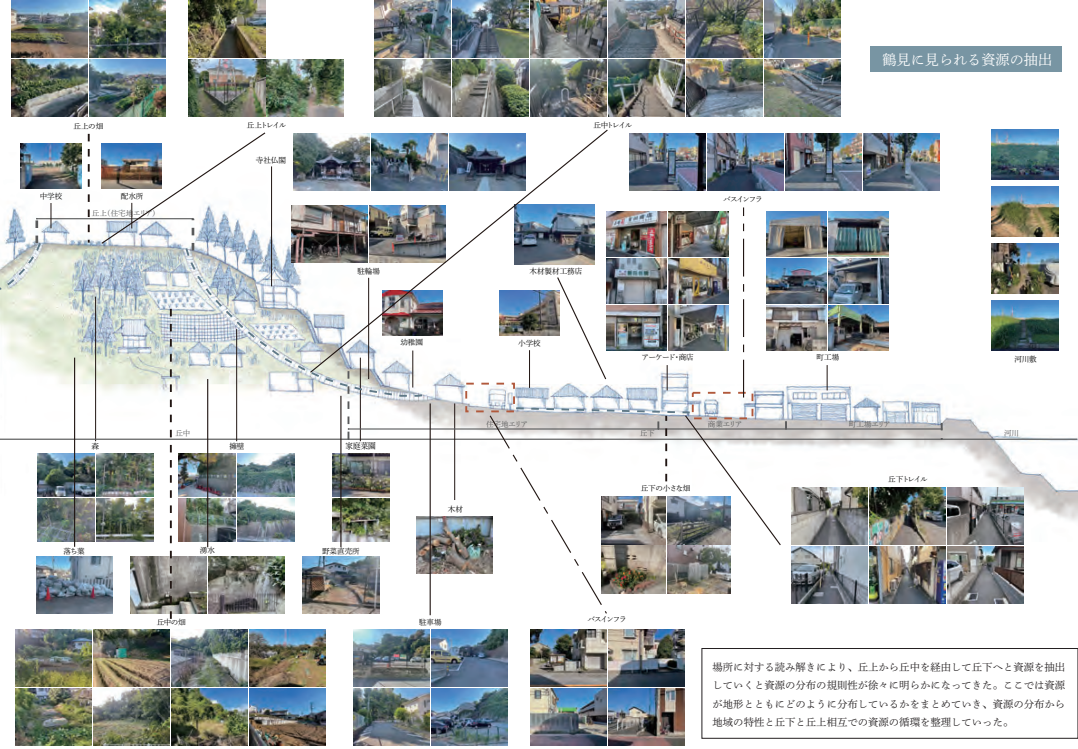 鶴見に見られる資源の抽出
丘上の畑
丘上トレイル
丘中トレイル
寺社仏閣
中学校
配水所
バスインフラ
丘上(住宅地エリア)
駐輪場
木材製材工務店
幼稚園
小学校
アーケード・商店
町工場
河川敷
住宅地エリア
商業エリア
町工場エリア
丘中
丘下
河川
森
擁壁
家庭菜園
丘下の小さな畑
丘下トレイル
木材
落ち葉
湧水
野菜直売所
丘中の畑
駐車場
バスインフラ
場所に対する読み解きにより、丘上から丘中を経由して丘下へと資源を抽出
していくと資源の分布の規則性が徐々に明らかになってきた。ここでは資源
が地形とともにどのように分布しているかをまとめていき、資源の分布から
地域の特性と丘下と丘上相互での資源の循環を整理していった。